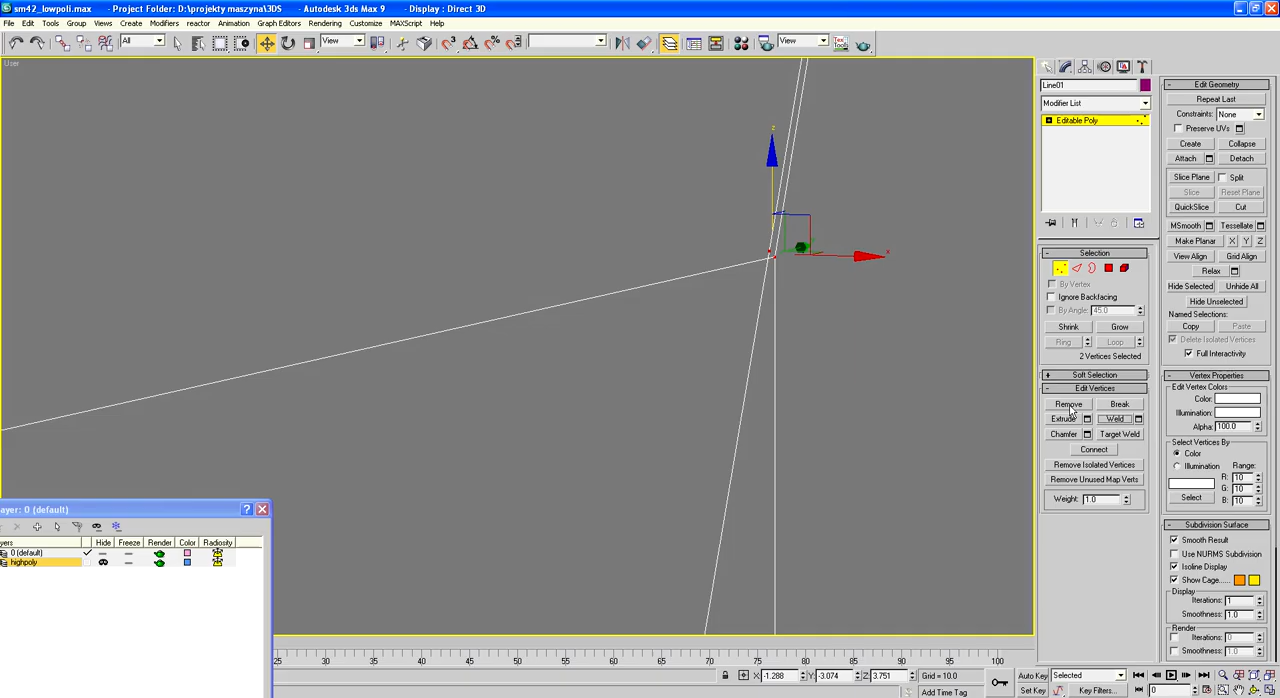 sm42_lowpoli.max - Project Folder: D:\projekty maszyna\3DS - Autodesk 3ds Max 9 - Display : Direct 3D
File Edit Tools Group Views Create Modifiers reactor Animation Graph Editors Rendering Customize MAXScript Help
All View View
User
z
x
Line01
Modifier List
Editable Poly
Selection
By Vertex
Ignore Backfacing
By Angle: 45.0
Shrink Grow
Ring Loop
2 Vertices Selected
Soft Selection
Edit Vertices
Remove Break
Extrude Weld
Chamfer Target Weld
Connect
Remove Isolated Vertices
Remove Unused Map Verts
Weight: 1.0
Edit Geometry
Repeat Last
Constraints: None
Preserve UVs
Create Collapse
Attach Detach
Slice Plane Split
Slice Reset Plane
QuickSlice Cut
MSmooth Tessellate
Make Planar X Y Z
View Align Grid Align
Relax
Hide Selected Unhide All
Hide Unselected
Named Selections:
Copy Paste
Delete Isolated Vertices
Full Interactivity
Vertex Properties
Edit Vertex Colors
Color:
Illumination:
Alpha: 100.0
Select Vertices By
Color
Illumination Range:
R: 10
G: 10
Select B: 10
Subdivision Surface
Smooth Result
Use NURMS Subdivision
Isoline Display
Show Cage......
Display
Iterations: 1
Smoothness: 1.0
Render
Iterations: 0
Smoothness: 1.0
ayer: 0 (default)
ayers Hide Freeze Render Color Radiosity
0 (default)
highpoly
25 30 35 40 45 50 55 60 65 70 75 80 85 90 95 100
X: -1.288 Y: -3.074 Z: 3.751 Grid = 10.0 Auto Key Selected
Add Time Tag Set Key Key Filters...